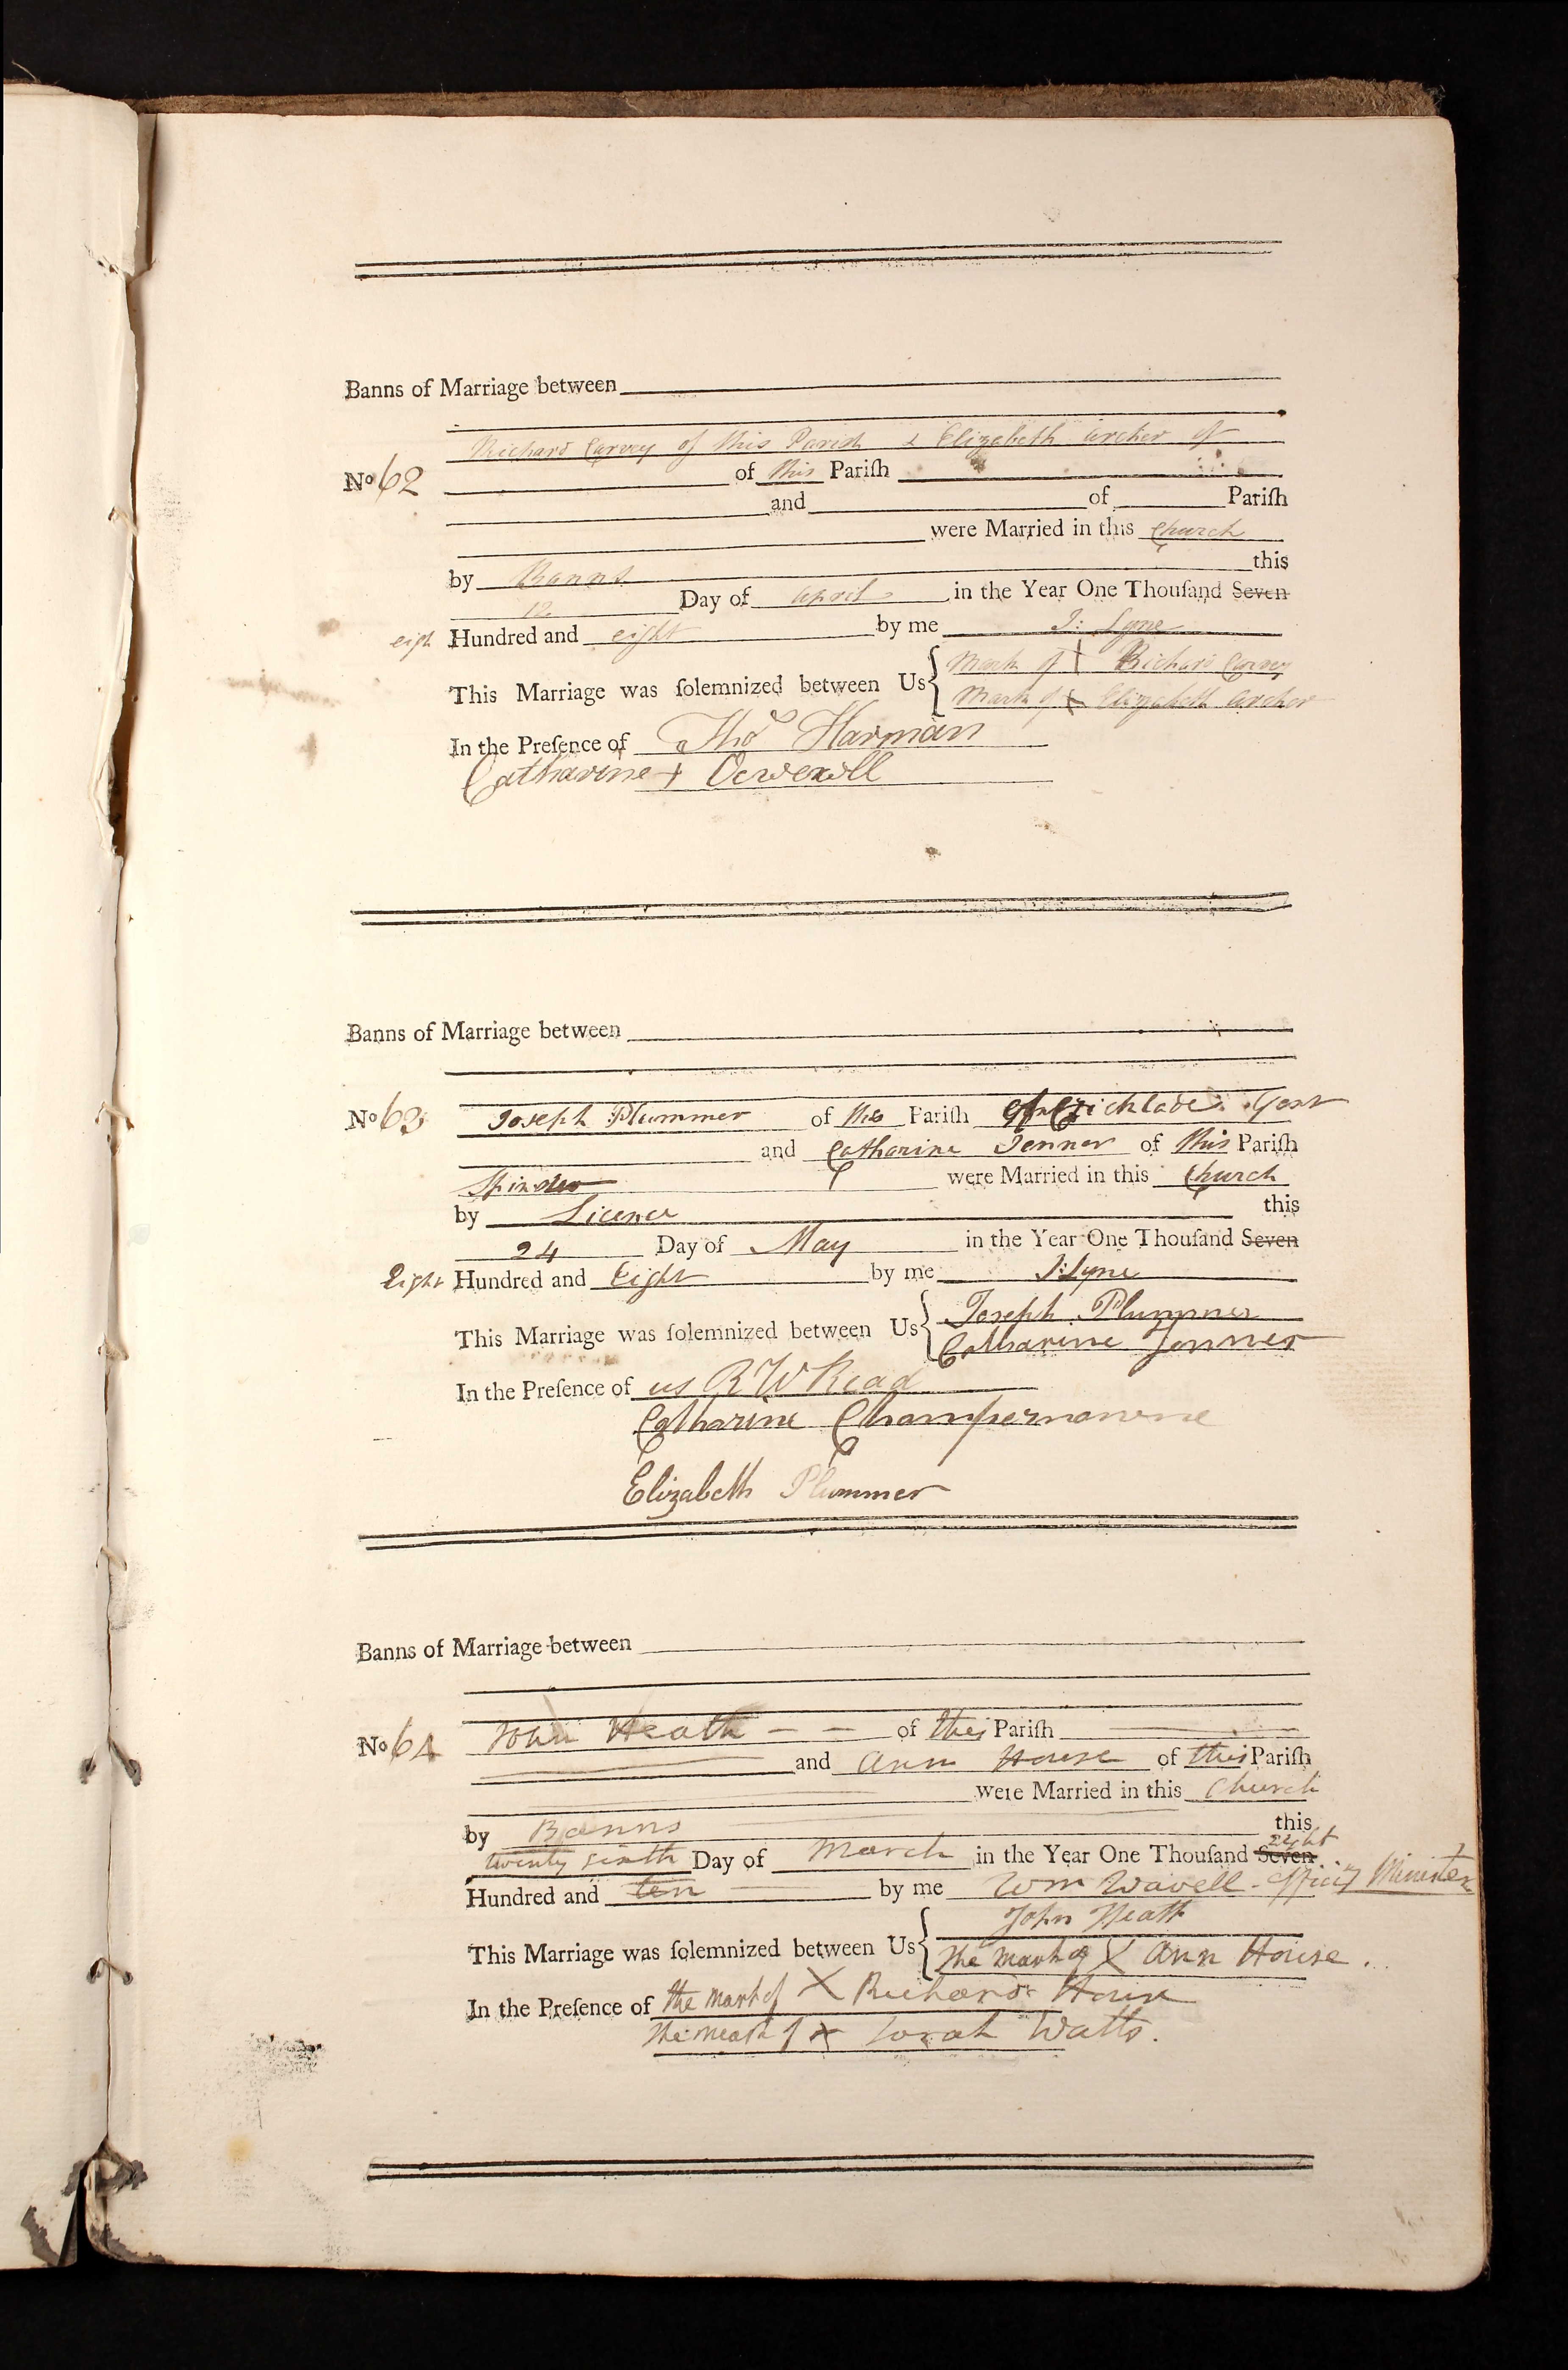 Banns of Marriage between
Richard Carvey of this Parish & Elizabeth Archer of
No 62 of this Pariſh
and of Pariſh
were Married in this Church
by Banns this
12 Day of April in the Year One Thouſand Seven
eigh Hundred and eight by me J: Lyne
This Marriage was ſolemnized between Us Mark of + Richard Carvey
Mark of + Elizabeth Archer
In the Preſence of Thos Harman
Catharine +
Banns of Marriage between
No 63 Joseph Plummer of this Pariſh of Cricklade Gent
and Catharine Jenner of this Pariſh
Spinster were Married in this Church
by Licence this
24 Day of May in the Year One Thouſand Seven
Eight Hundred and Eight by me J: Lyne
This Marriage was ſolemnized between Us Joseph Plummer
Catharine Jenner
In the Preſence of us R W Read
Catharine Champernowne
Elizabeth Plummer
Banns of Marriage between
No 64 John Heath of this Pariſh
and Ann House of this Pariſh
were Married in this Church
by Banns this
twenty sixth Day of March in the Year One Thouſand Seven eight
Hundred and ten by me Wm Wavell Minister
This Marriage was ſolemnized between Us John Heath
The mark of X Ann House.
In the Preſence of the mark of X Richard House
The mark of X Sarah Watts.